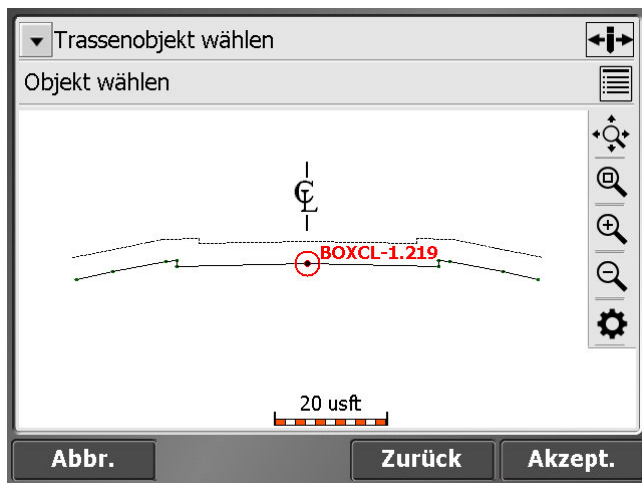 Trassenobjekt wählen
Objekt wählen
CL
BOXCL-1.219
20 usft
Abbr.
Zurück
Akzept.